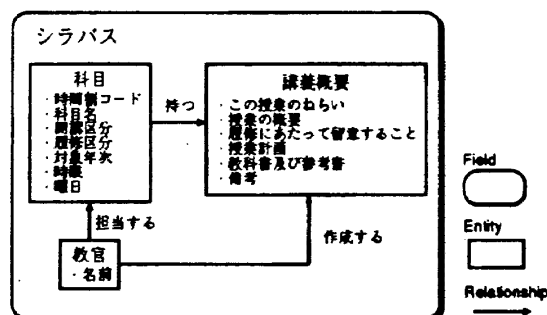 シラバス
科目
・時間割コード
・科目名
・開講区分
・履修区分
・対象年次
・時限
・曜日
持つ
講義概要
・この授業のねらい
・授業の概要
・履修にあたって留意すること
・授業計画
・教科書及び参考書
・備考
担当する
教官
・名前
作成する
Field
Entity
Relationship